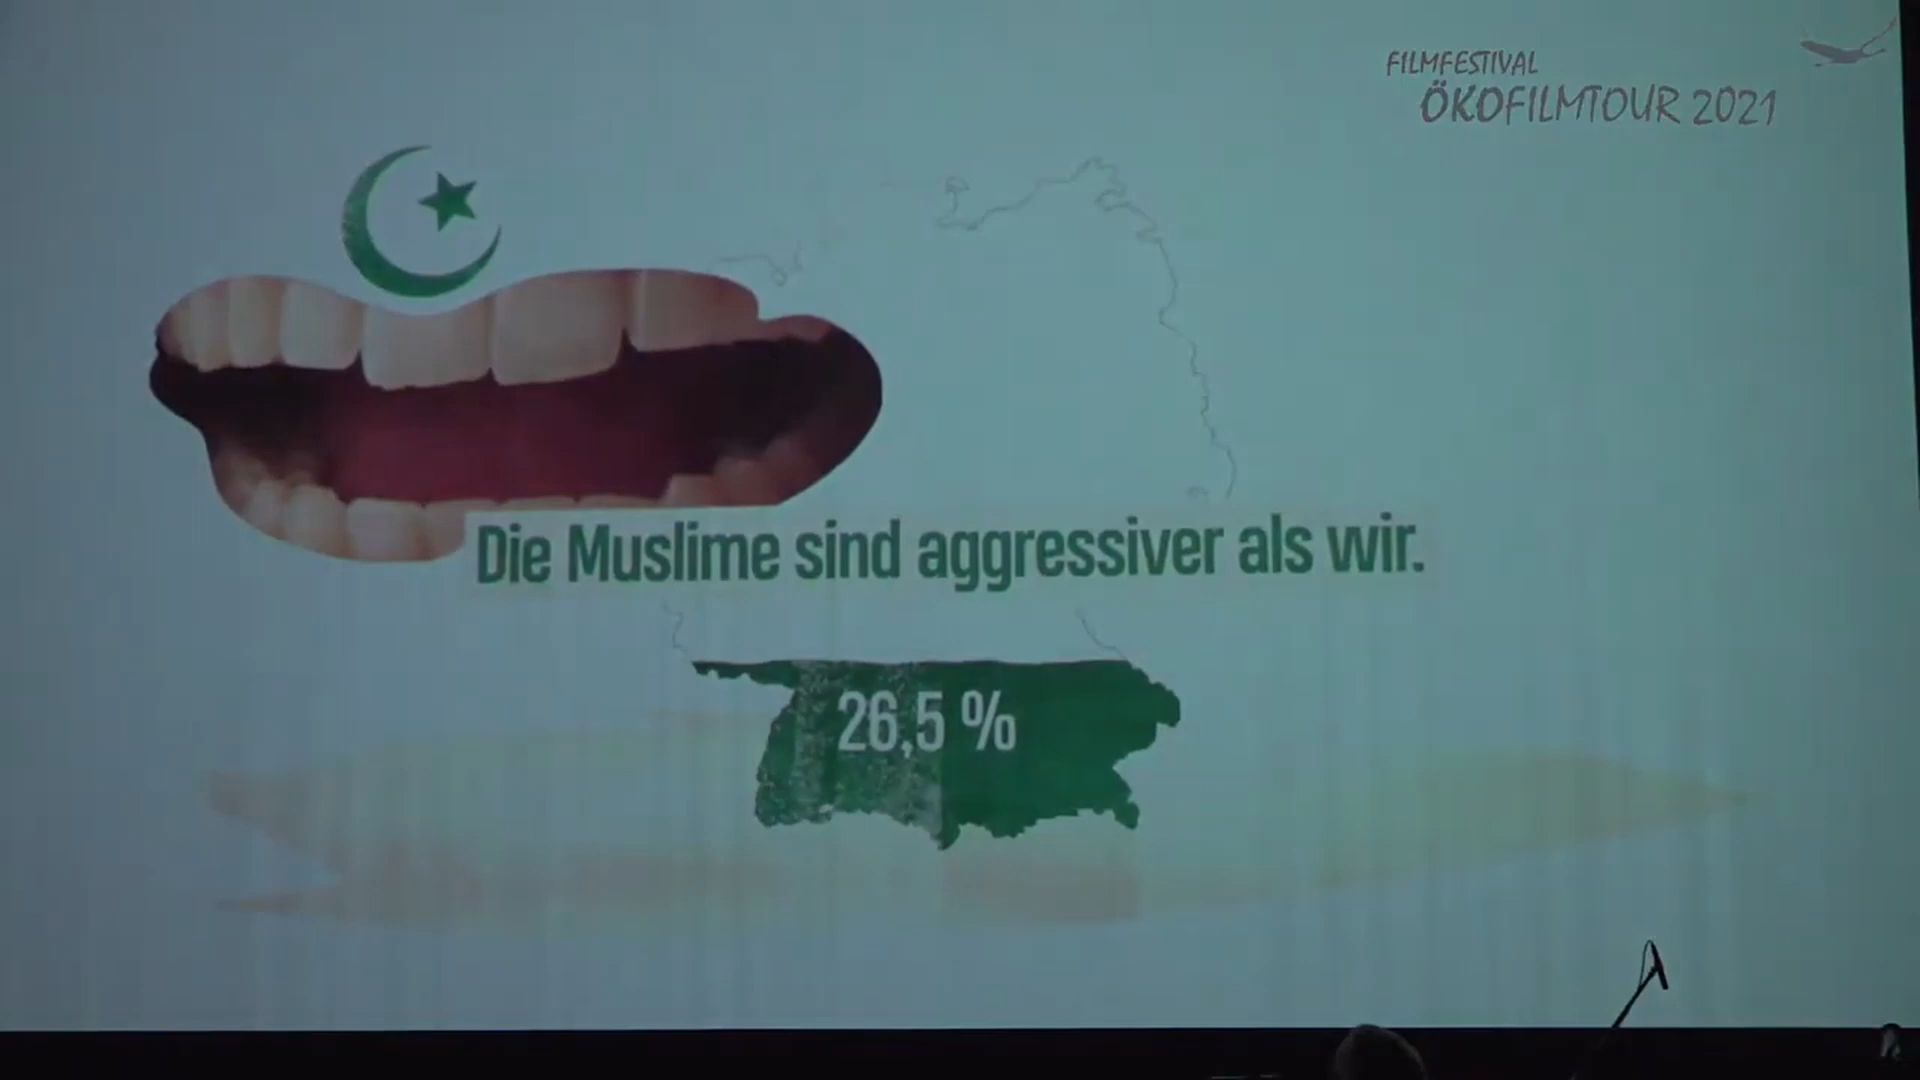 FILMFESTIVAL
ÖKOFILMTOUR 2021
Die Muslime sind aggressiver als wir.
26,5 %